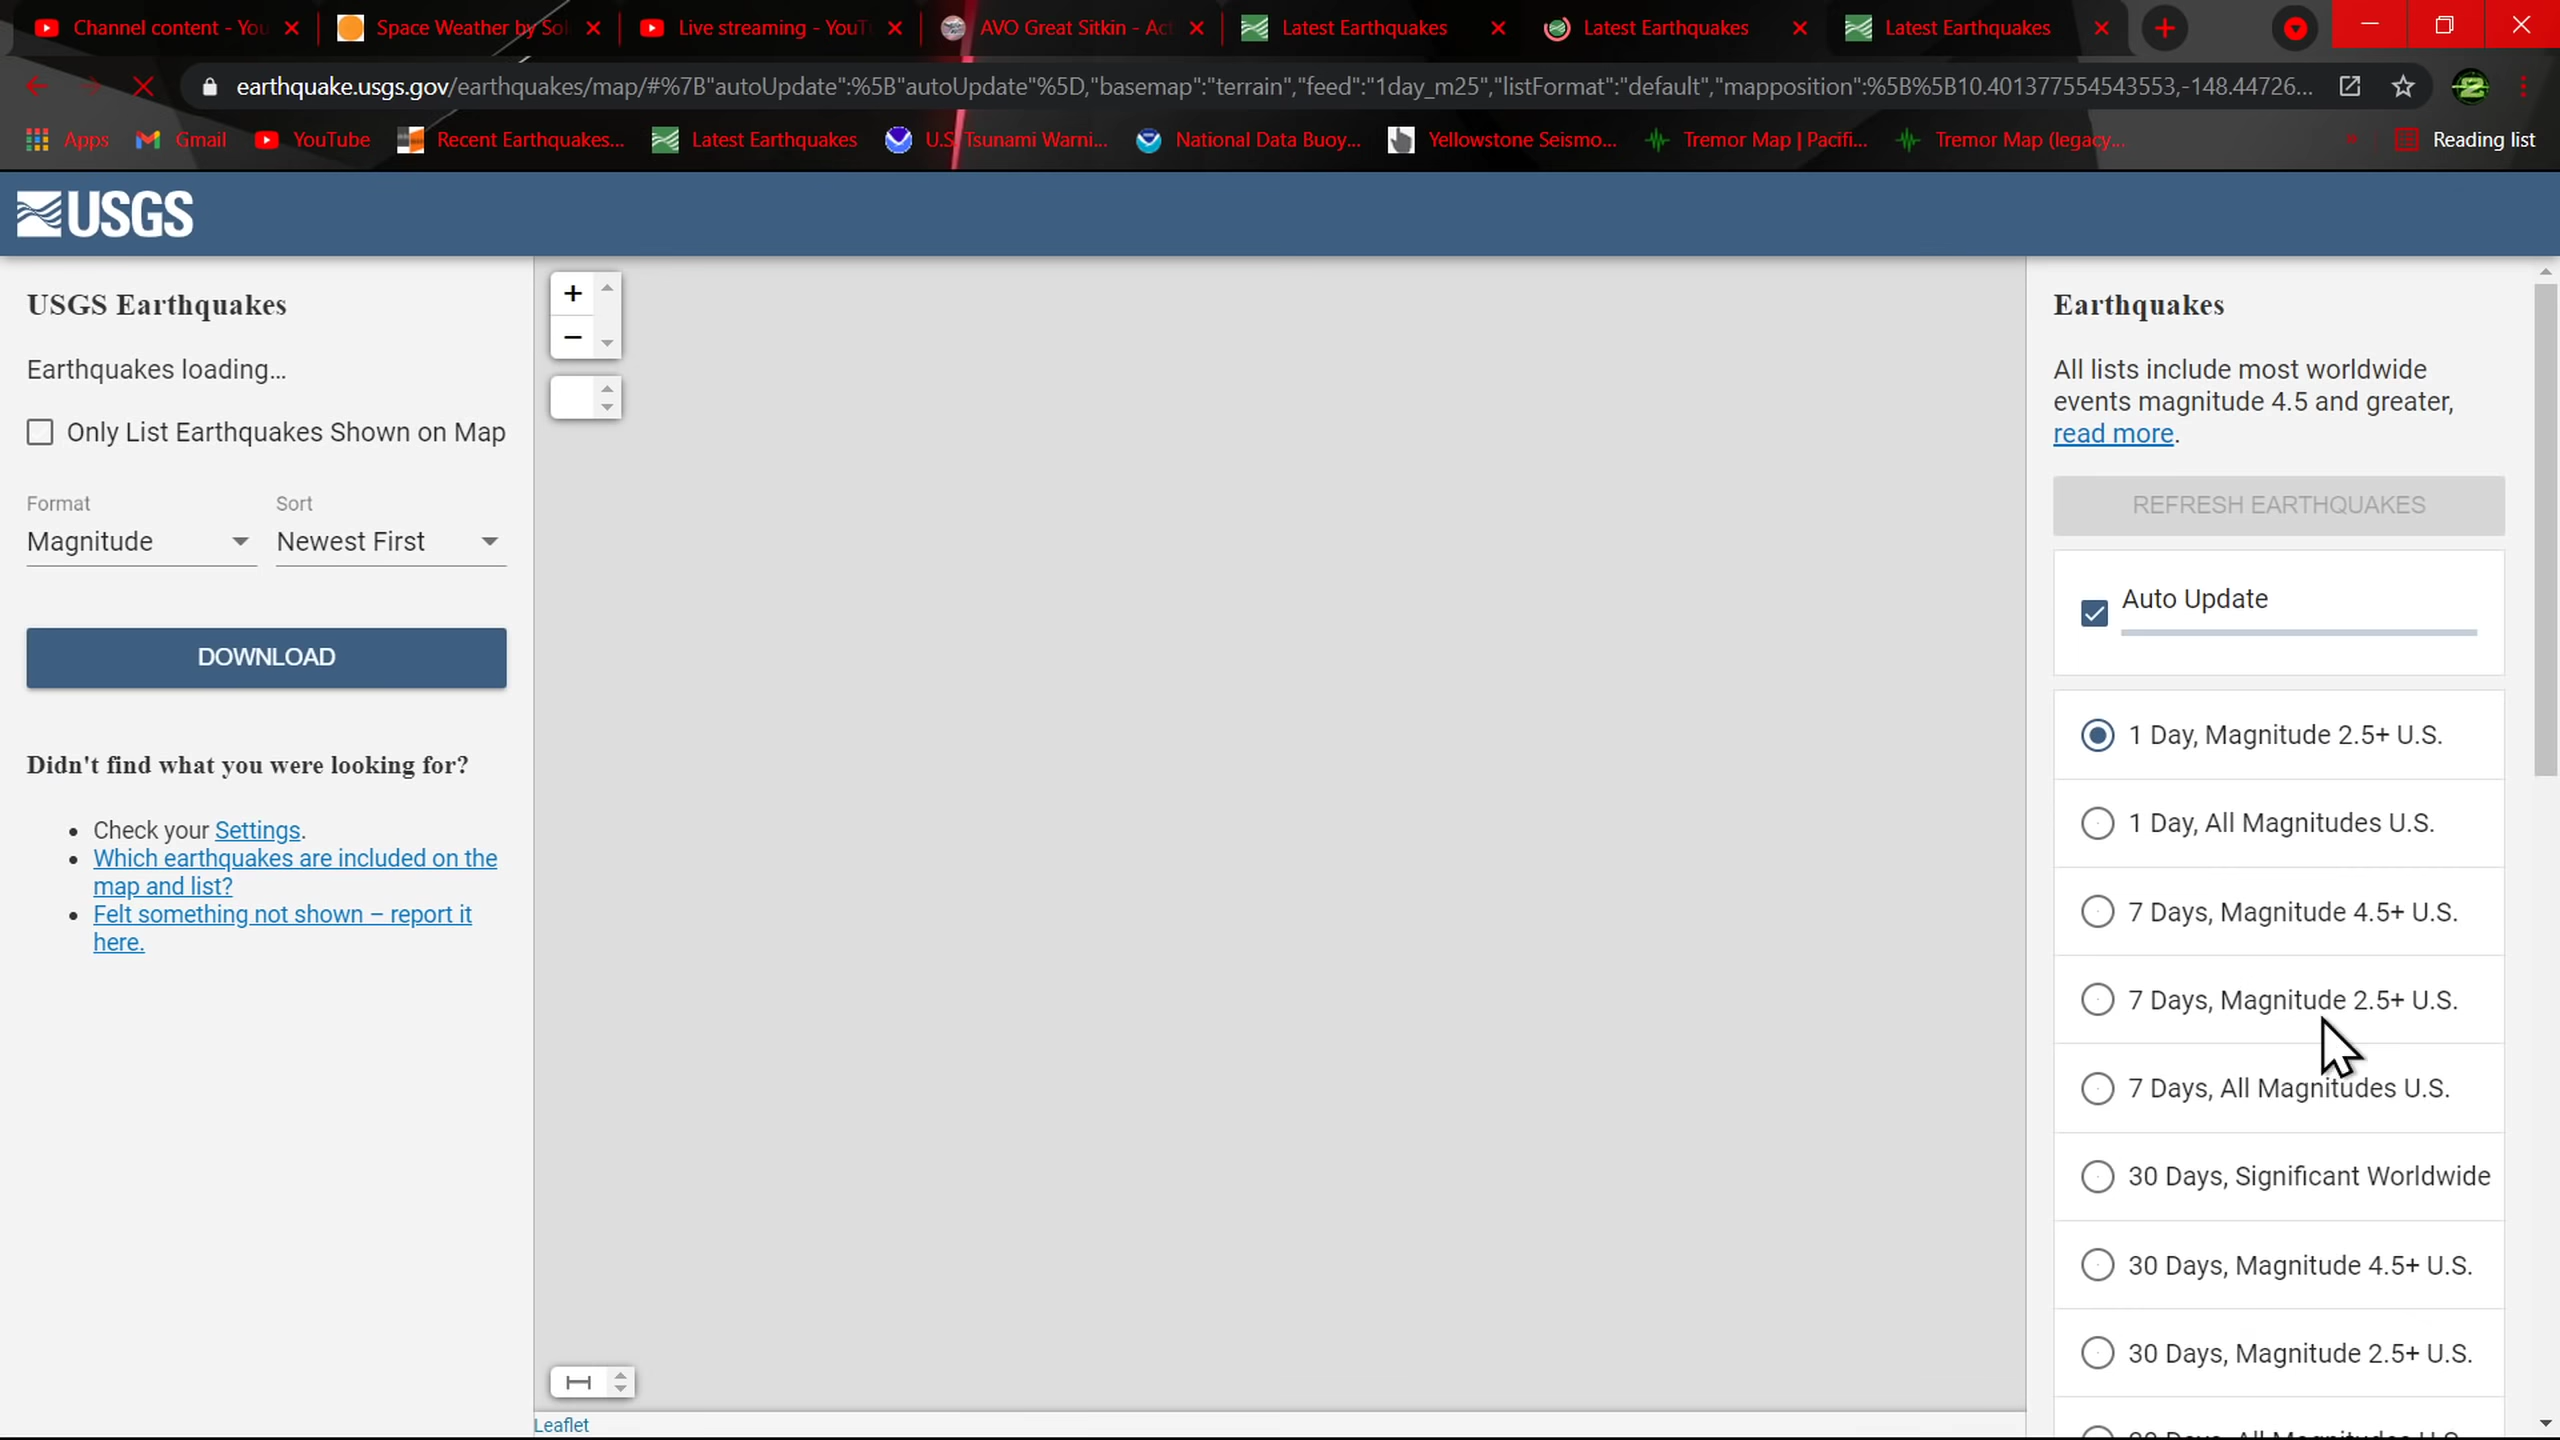 Channel content - You
Space Weather by Sol
Live streaming - YouT
AVO Great Sitkin - Ac
Latest Earthquakes
Latest Earthquakes
Latest Earthquakes
earthquake.usgs.gov/earthquakes/map/#%7B"autoUpdate":%5B"autoUpdate"%5D,"basemap":"terrain","feed":"1day_m25","listFormat":"default","mapposition":%5B%5B10.401377554543553,-148.44726...
Apps
Gmail
YouTube
Recent Earthquakes...
Latest Earthquakes
U.S. Tsunami Warni...
National Data Buoy...
Yellowstone Seismo...
Tremor Map | Pacifi...
Tremor Map (legacy...
Reading list
USGS
USGS Earthquakes
Earthquakes loading...
Only List Earthquakes Shown on Map
Format
Sort
Magnitude
Newest First
DOWNLOAD
Didn't find what you were looking for?
Check your Settings.
Which earthquakes are included on the
map and list?
Felt something not shown – report it
here.
+
−
Leaflet
Earthquakes
All lists include most worldwide
events magnitude 4.5 and greater,
read more.
REFRESH EARTHQUAKES
Auto Update
1 Day, Magnitude 2.5+ U.S.
1 Day, All Magnitudes U.S.
7 Days, Magnitude 4.5+ U.S.
7 Days, Magnitude 2.5+ U.S.
7 Days, All Magnitudes U.S.
30 Days, Significant Worldwide
30 Days, Magnitude 4.5+ U.S.
30 Days, Magnitude 2.5+ U.S.